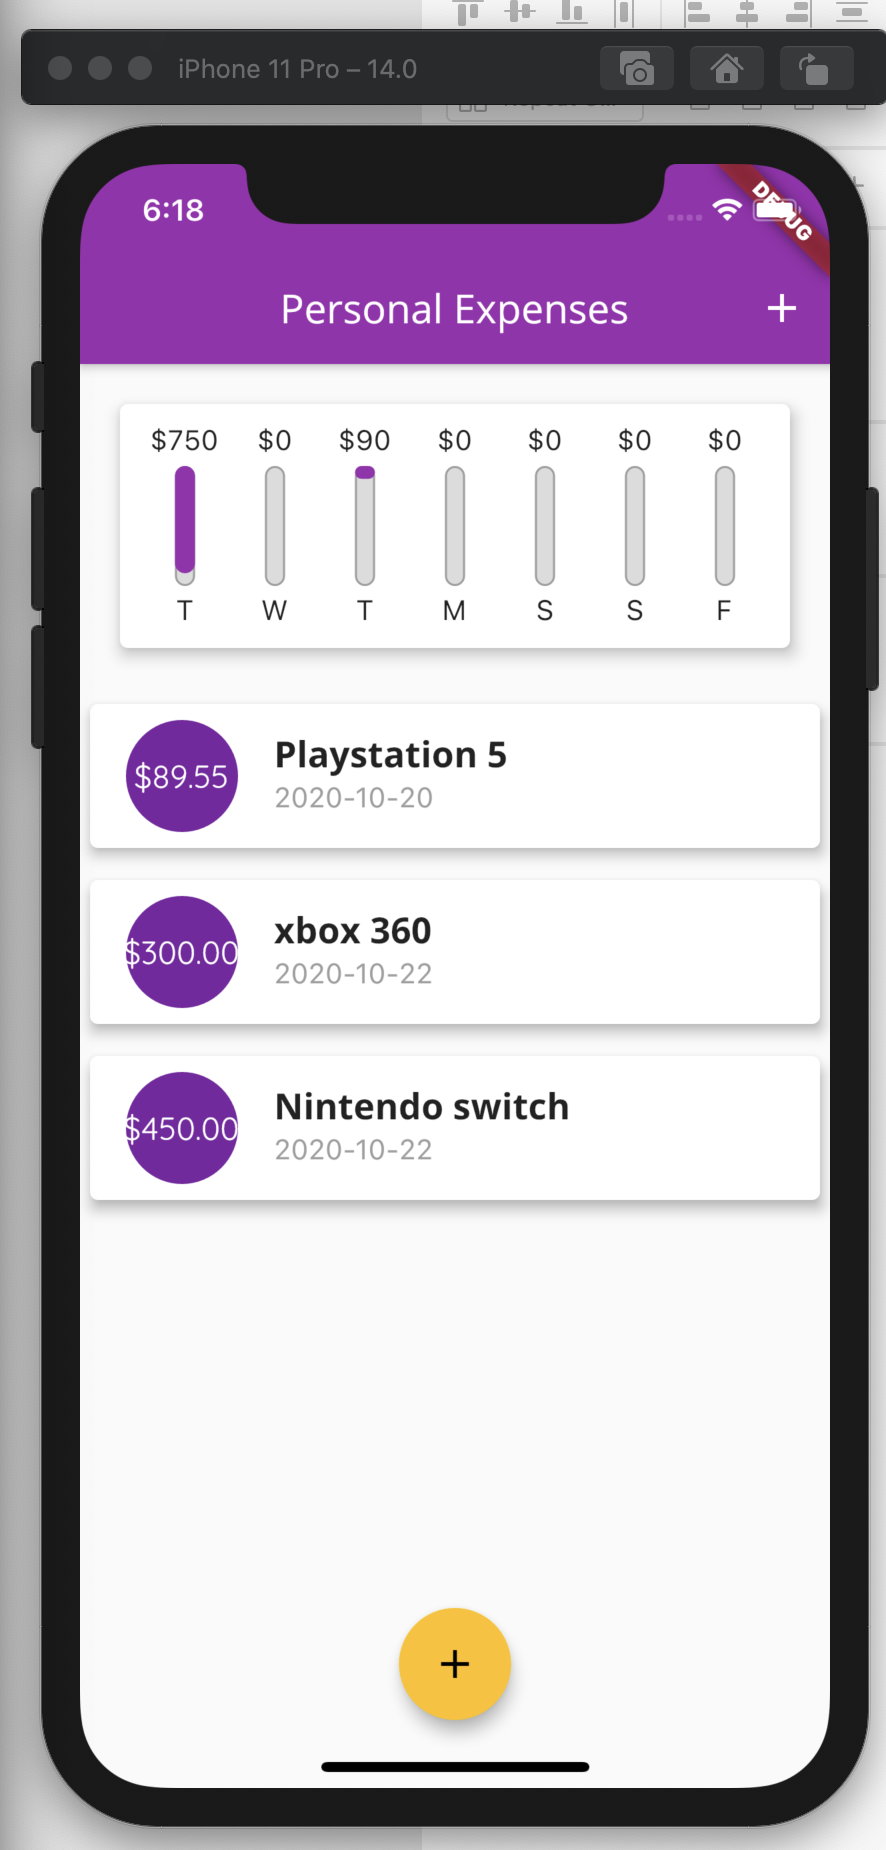 iPhone 11 Pro – 14.0
6:18
DEBUG
Personal Expenses
$750 $0 $90 $0 $0 $0 $0
T W T M S S F
$89.55
Playstation 5
2020-10-20
$300.00
xbox 360
2020-10-22
$450.00
Nintendo switch
2020-10-22